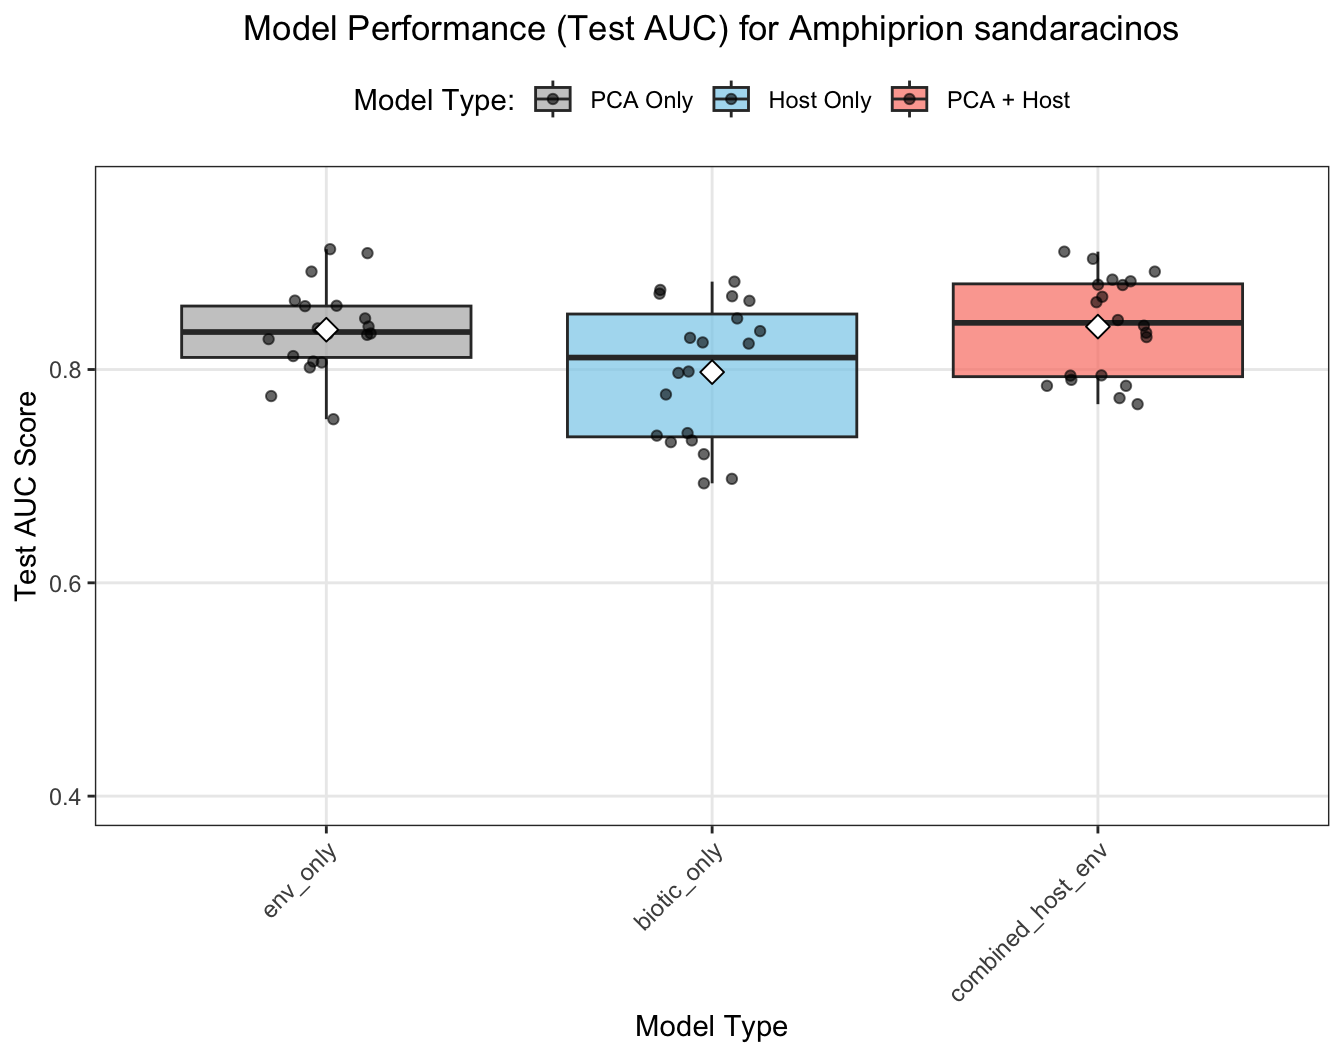 Model Performance (Test AUC) for Amphiprion sandaracinos
Model Type: PCA Only Host Only PCA + Host
Test AUC Score
0.8
0.6
0.4
env_only
biotic_only
combined_host_env
Model Type